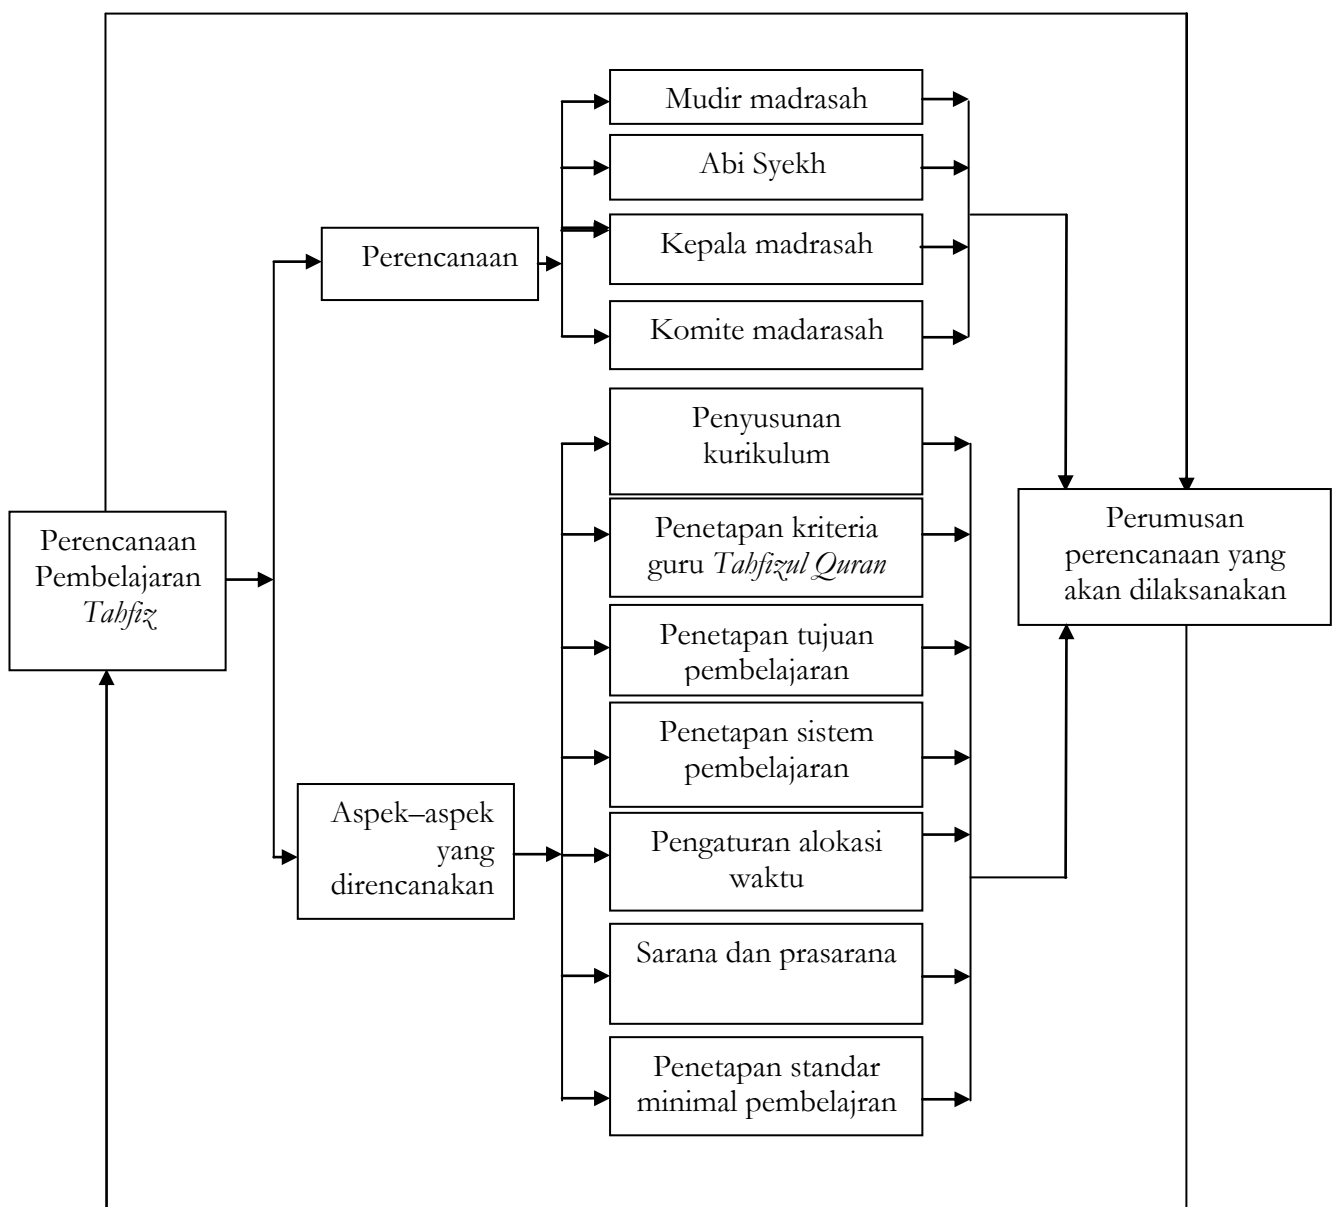 Mudir madrasah
Abi Syekh
Kepala madrasah
Komite madarasah
Perencanaan
Penyusunan
kurikulum
Penetapan kriteria
guru Tahfizul Quran
Penetapan tujuan
pembelajaran
Penetapan sistem
pembelajaran
Pengaturan alokasi
waktu
Sarana dan prasarana
Penetapan standar
minimal pembelajran
Perencanaan
Pembelajaran
Tahfiz
Aspek–aspek
yang
direncanakan
Perumusan
perencanaan yang
akan dilaksanakan